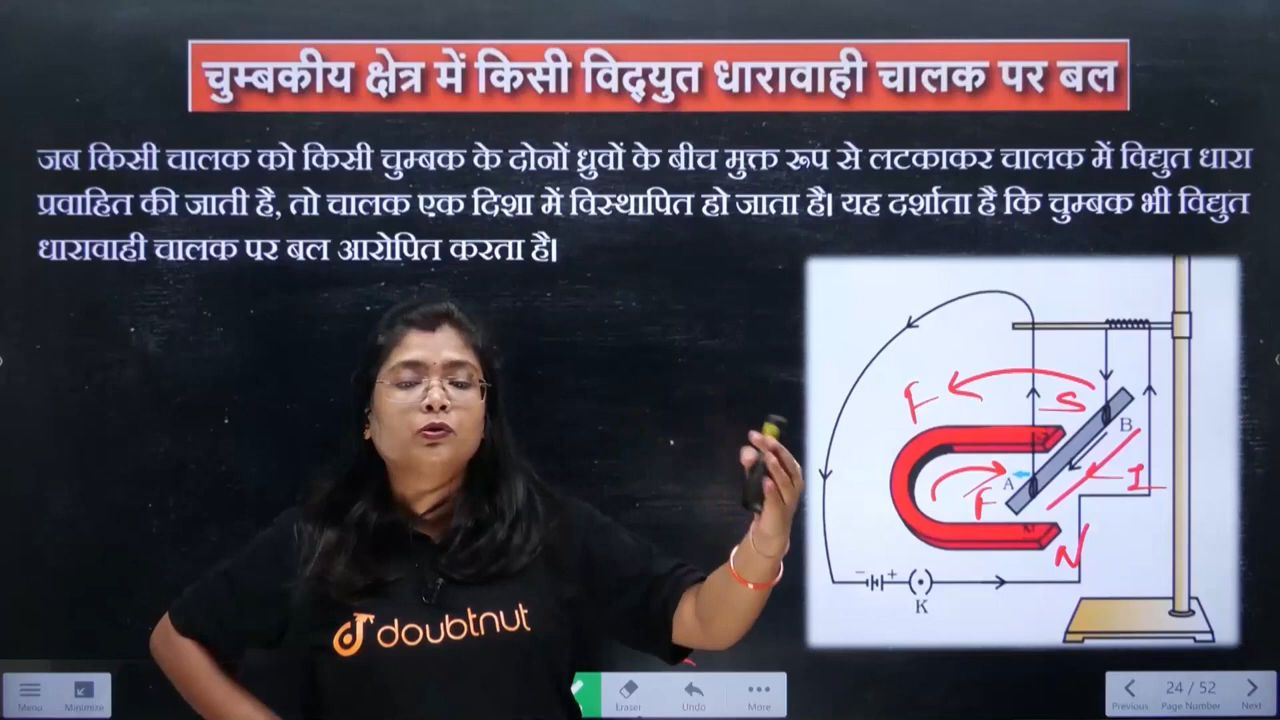 चुम्बकीय क्षेत्र में किसी विद्युत धारावाही चालक पर बल
जब किसी चालक को किसी चुम्बक के दोनों ध्रुवों के बीच मुक्त रूप से लटकाकर चालक में विद्युत धारा
प्रवाहित की जाती है, तो चालक एक दिशा में विस्थापित हो जाता है। यह दर्शाता है कि चुम्बक भी विद्युत
धारावाही चालक पर बल आरोपित करता है।
F
S
B
A
F
I
N
N
− +
K
doubtnut
Menu
Minimize
Eraser
Undo
More
Previous
24 / 52
Page Number
Next